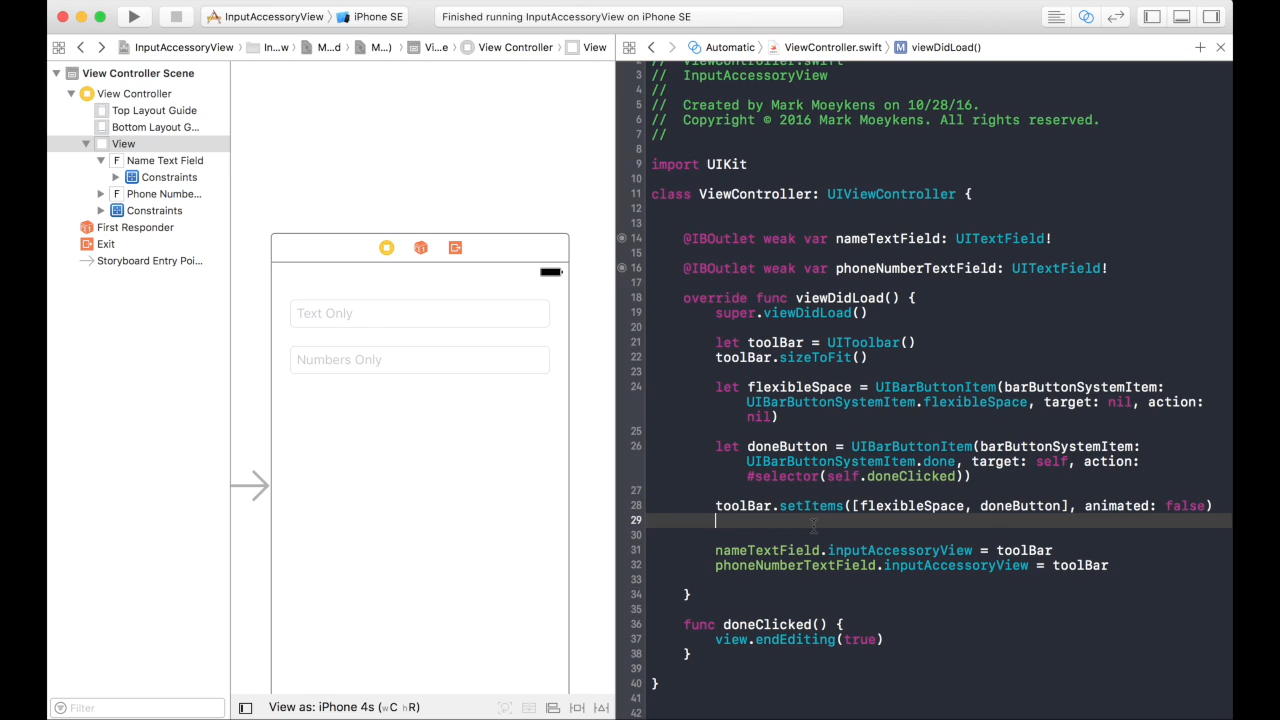 InputAccessoryView
iPhone SE
Finished running InputAccessoryView on iPhone SE
InputAccessoryView
In...w
M...d
M...)
Vi...e
View Controller
View
Automatic
ViewController.swift
M
viewDidLoad()
View Controller Scene
View Controller
Top Layout Guide
Bottom Layout G...
View
F Name Text Field
Constraints
F Phone Numbe...
Constraints
First Responder
Exit
Storyboard Entry Poi...
Filter
Text Only
Numbers Only
View as: iPhone 4s (wC hR)
2 // ViewController.swift
3 // InputAccessoryView
4 //
5 // Created by Mark Moeykens on 10/28/16.
6 // Copyright © 2016 Mark Moeykens. All rights reserved.
7 //
8
9 import UIKit
10
11 class ViewController: UIViewController {
12
13
14 @IBOutlet weak var nameTextField: UITextField!
15
16 @IBOutlet weak var phoneNumberTextField: UITextField!
17
18 override func viewDidLoad() {
19 super.viewDidLoad()
20
21 let toolBar = UIToolbar()
22 toolBar.sizeToFit()
23
24 let flexibleSpace = UIBarButtonItem(barButtonSystemItem:
UIBarButtonSystemItem.flexibleSpace, target: nil, action:
nil)
25
26 let doneButton = UIBarButtonItem(barButtonSystemItem:
UIBarButtonSystemItem.done, target: self, action:
#selector(self.doneClicked))
27
28 toolBar.setItems([flexibleSpace, doneButton], animated: false)
29
30
31 nameTextField.inputAccessoryView = toolBar
32 phoneNumberTextField.inputAccessoryView = toolBar
33
34 }
35
36 func doneClicked() {
37 view.endEditing(true)
38 }
39
40 }
41
42